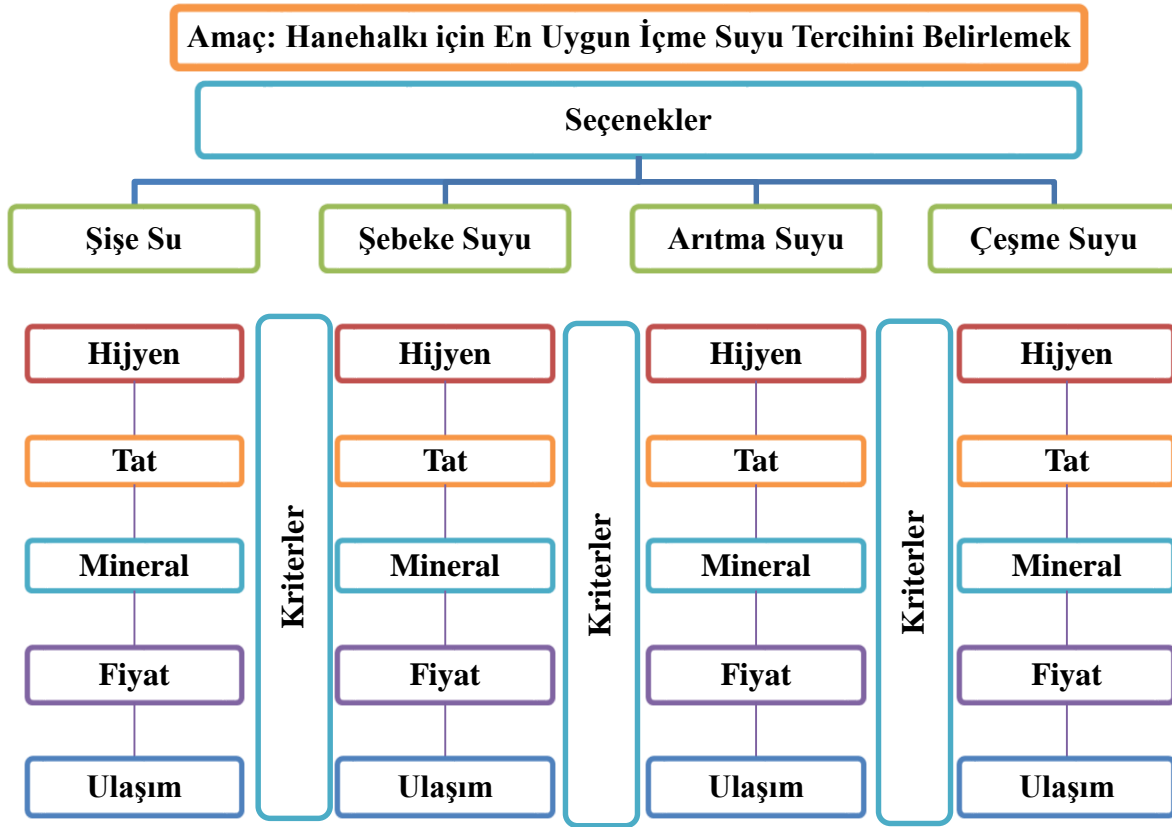 Amaç: Hanehalkı için En Uygun İçme Suyu Tercihini Belirlemek
Seçenekler
Şişe Su
Şebeke Suyu
Arıtma Suyu
Çeşme Suyu
Hijyen
Tat
Mineral
Fiyat
Ulaşım
Kriterler
Hijyen
Tat
Mineral
Fiyat
Ulaşım
Kriterler
Hijyen
Tat
Mineral
Fiyat
Ulaşım
Kriterler
Hijyen
Tat
Mineral
Fiyat
Ulaşım